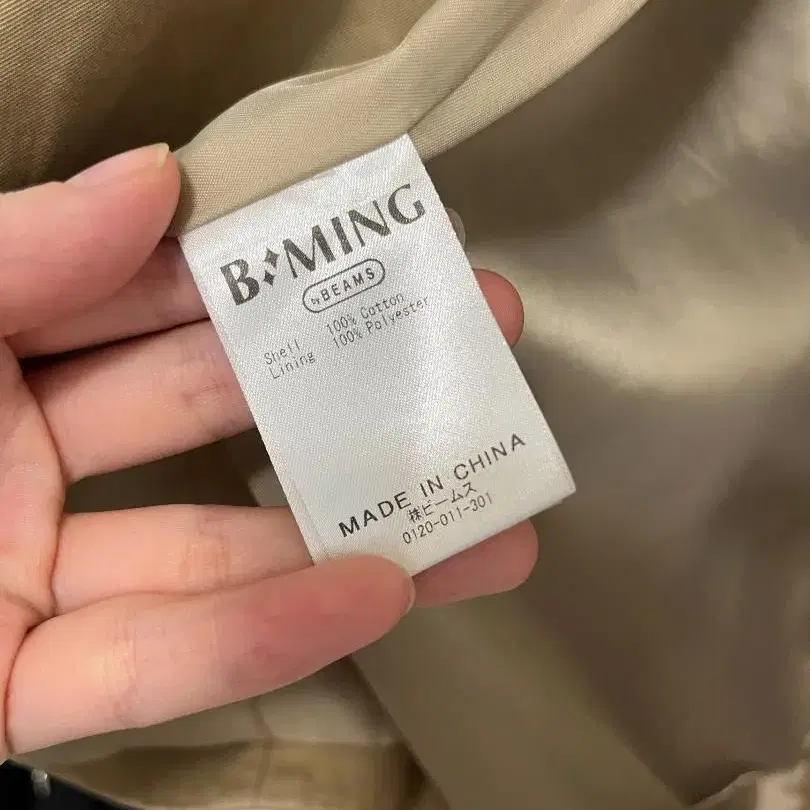 B:MING
by BEAMS
Shell 100% Cotton
Lining 100% Polyester
MADE IN CHINA
㈱ビームス
0120-011-301